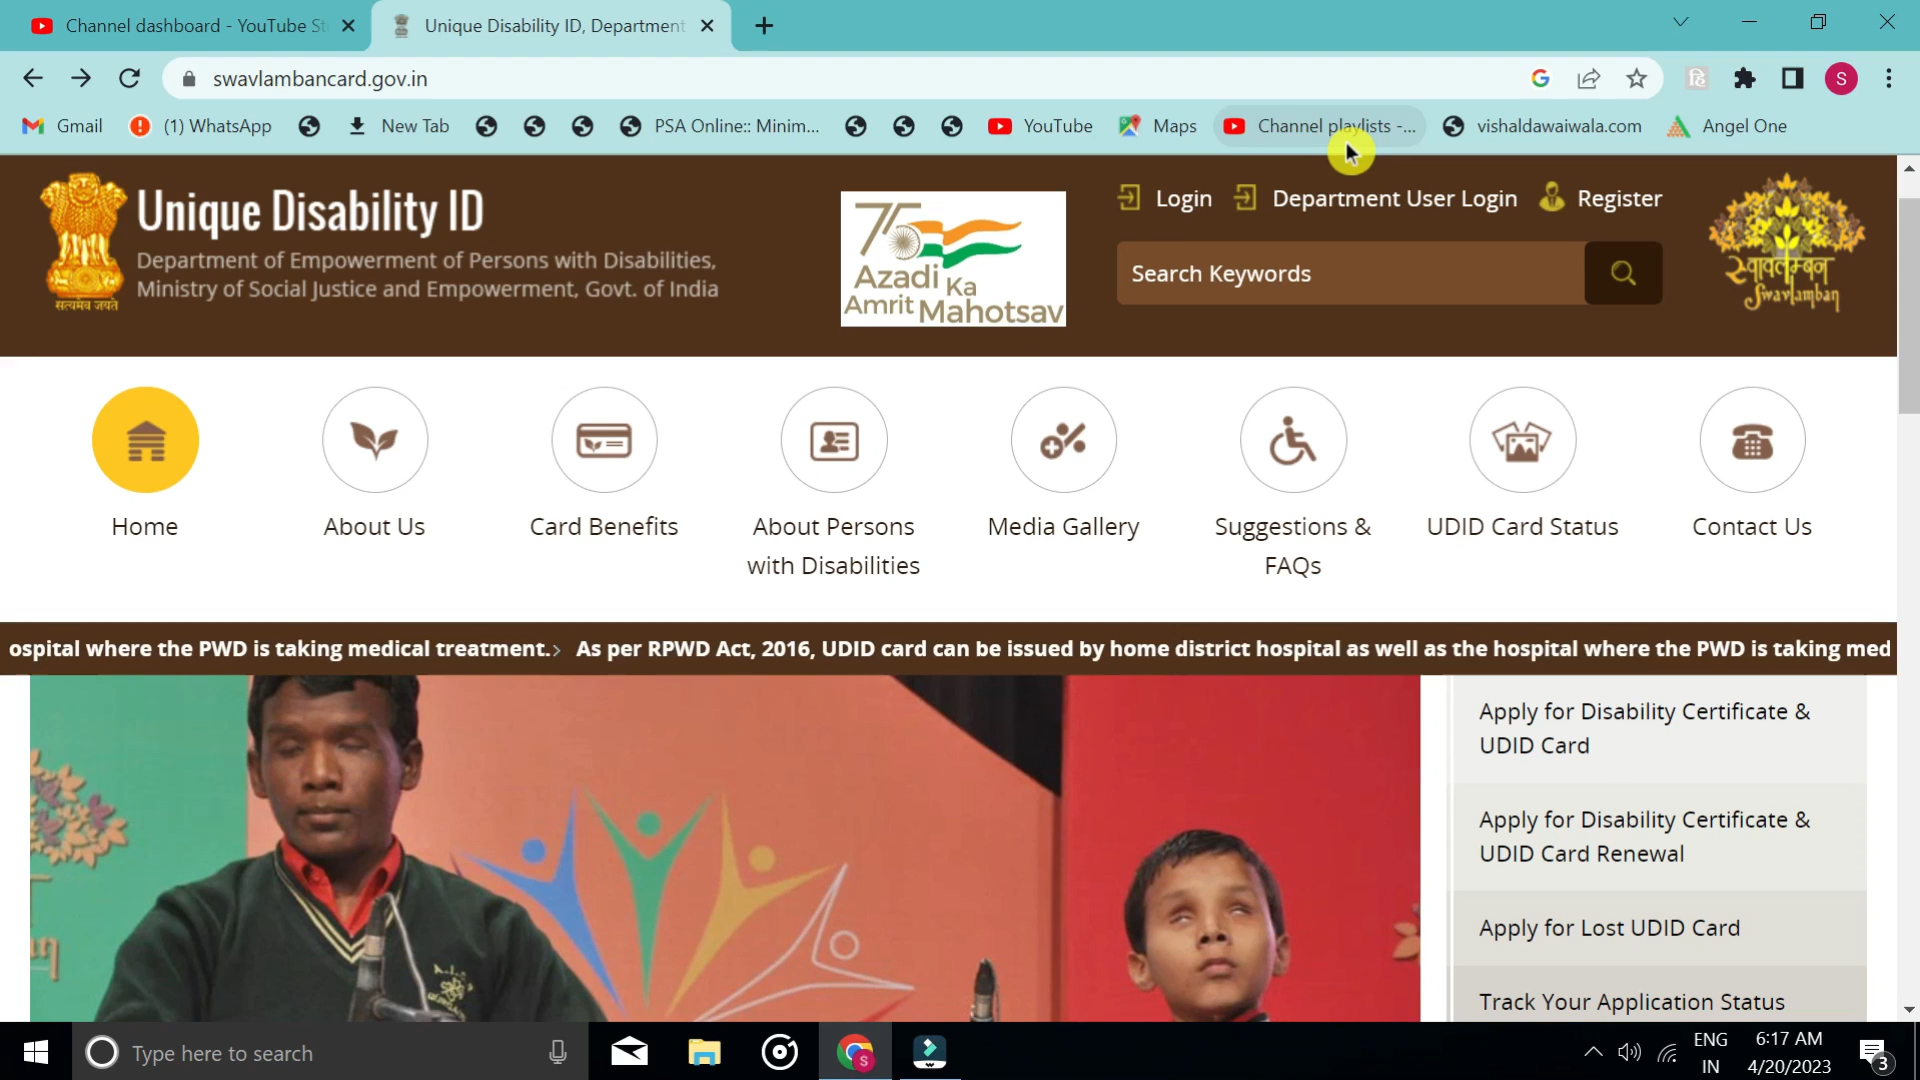 Channel dashboard - YouTube St
Unique Disability ID, Department
swavlambancard.gov.in
Gmail
(1) WhatsApp
New Tab
PSA Online:: Minim...
YouTube
Maps
Channel playlists -...
vishaldawaiwala.com
Angel One
सत्यमेव जयते
Unique Disability ID
Department of Empowerment of Persons with Disabilities,
Ministry of Social Justice and Empowerment, Govt. of India
75
Azadi Ka
Amrit Mahotsav
Login
Department User Login
Register
Search Keywords
स्वावलम्बन
Swavlamban
Home
About Us
Card Benefits
About Persons
with Disabilities
Media Gallery
Suggestions &
FAQs
UDID Card Status
Contact Us
ospital where the PWD is taking medical treatment.
As per RPWD Act, 2016, UDID card can be issued by home district hospital as well as the hospital where the PWD is taking med
Apply for Disability Certificate &
UDID Card
Apply for Disability Certificate &
UDID Card Renewal
Apply for Lost UDID Card
Track Your Application Status
Type here to search
ENG
IN
6:17 AM
4/20/2023
3